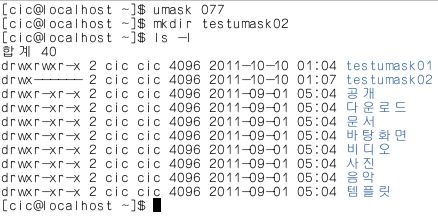 [cic@localhost ~]$ umask 077
[cic@localhost ~]$ mkdir testumask02
[cic@localhost ~]$ ls -l
합계 40
drwxrwxr-x 2 cic cic 4096 2011-10-10 01:04 testumask01
drwx------ 2 cic cic 4096 2011-10-10 01:07 testumask02
drwxr-xr-x 2 cic cic 4096 2011-09-01 05:04 공개
drwxr-xr-x 2 cic cic 4096 2011-09-01 05:04 다운로드
drwxr-xr-x 2 cic cic 4096 2011-09-01 05:04 문서
drwxr-xr-x 2 cic cic 4096 2011-09-01 05:04 바탕화면
drwxr-xr-x 2 cic cic 4096 2011-09-01 05:04 비디오
drwxr-xr-x 2 cic cic 4096 2011-09-01 05:04 사진
drwxr-xr-x 2 cic cic 4096 2011-09-01 05:04 음악
drwxr-xr-x 2 cic cic 4096 2011-09-01 05:04 템플릿
[cic@localhost ~]$